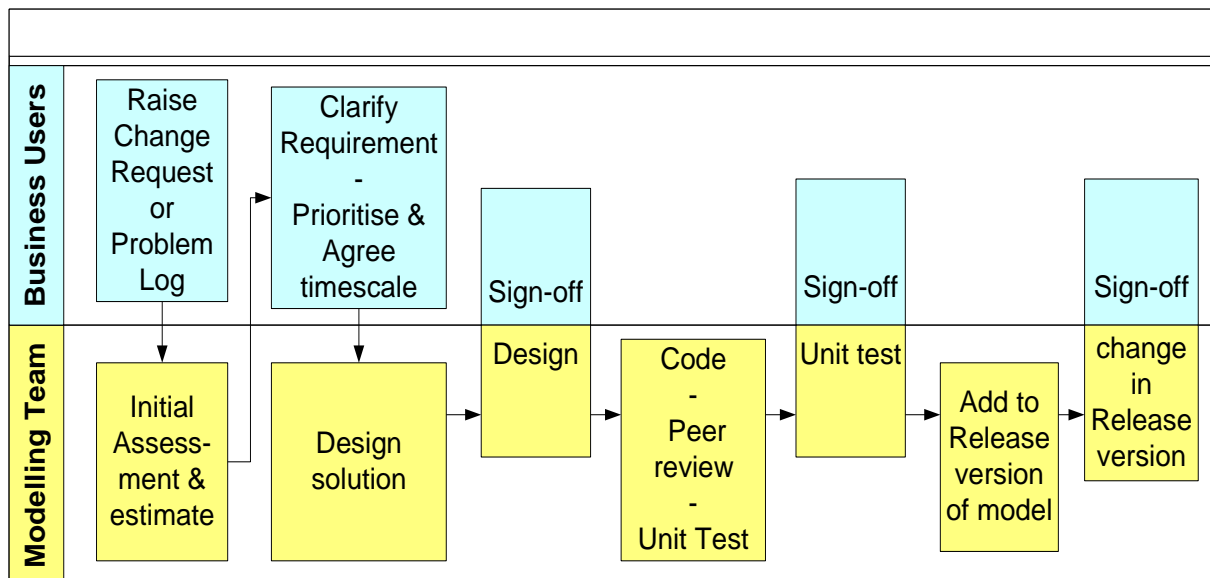 Business Users
Raise
Change
Request
or
Problem
Log
Clarify
Requirement
-
Prioritise &
Agree
timescale
Sign-off
Sign-off
Sign-off
Modelling Team
Initial
Assess-
ment &
estimate
Design
solution
Design
Code
-
Peer
review
-
Unit Test
Unit test
Add to
Release
version
of model
change
in
Release
version